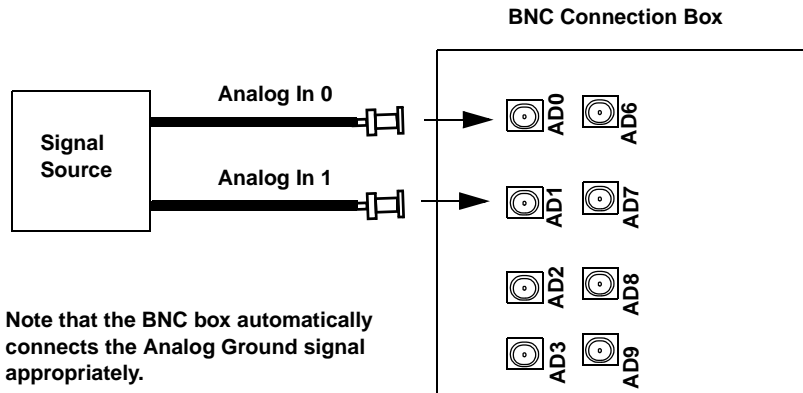 BNC Connection Box
Analog In 0
Signal
Source
Analog In 1
AD0
AD6
AD1
AD7
AD2
AD8
AD3
AD9
Note that the BNC box automatically
connects the Analog Ground signal
appropriately.